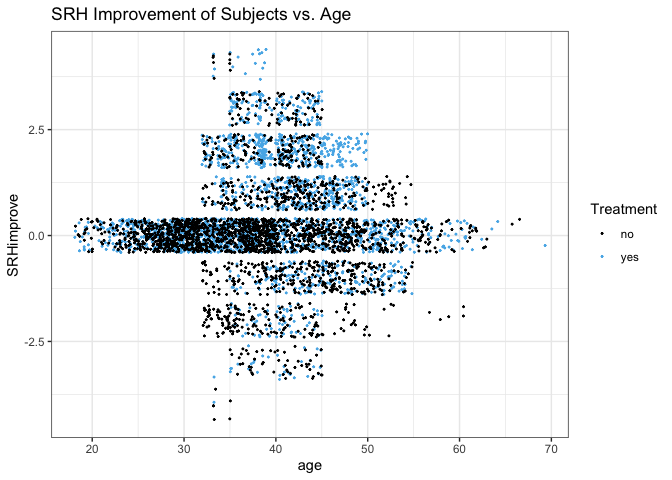 SRH Improvement of Subjects vs. Age
2.5
0.0
-2.5
SRHimprove
20 30 40 50 60 70
age
Treatment
no
yes